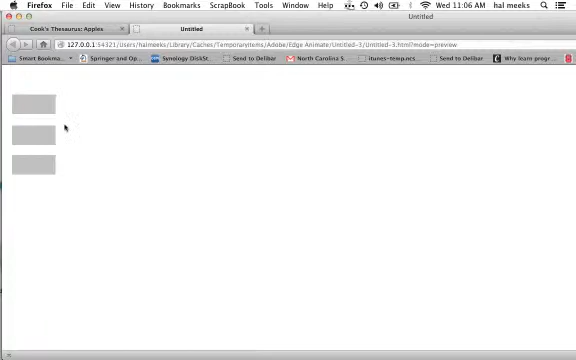 Firefox File Edit View History Bookmarks ScrapBook Tools Window Help Wed 11:06 AM hal meeks
Untitled
Cook's Thesaurus: Apples Untitled
127.0.0.1:54321/Users/halmeeks/Library/Caches/TemporaryItems/Adobe/Edge Animate/Untitled-3/Untitled-3.html?mode=preview
Smart Bookma... Springer and Op... Synology DiskSt... Send to Delibar North Carolina S... itunes-temp.ncs... Send to Delibar Why learn progr...